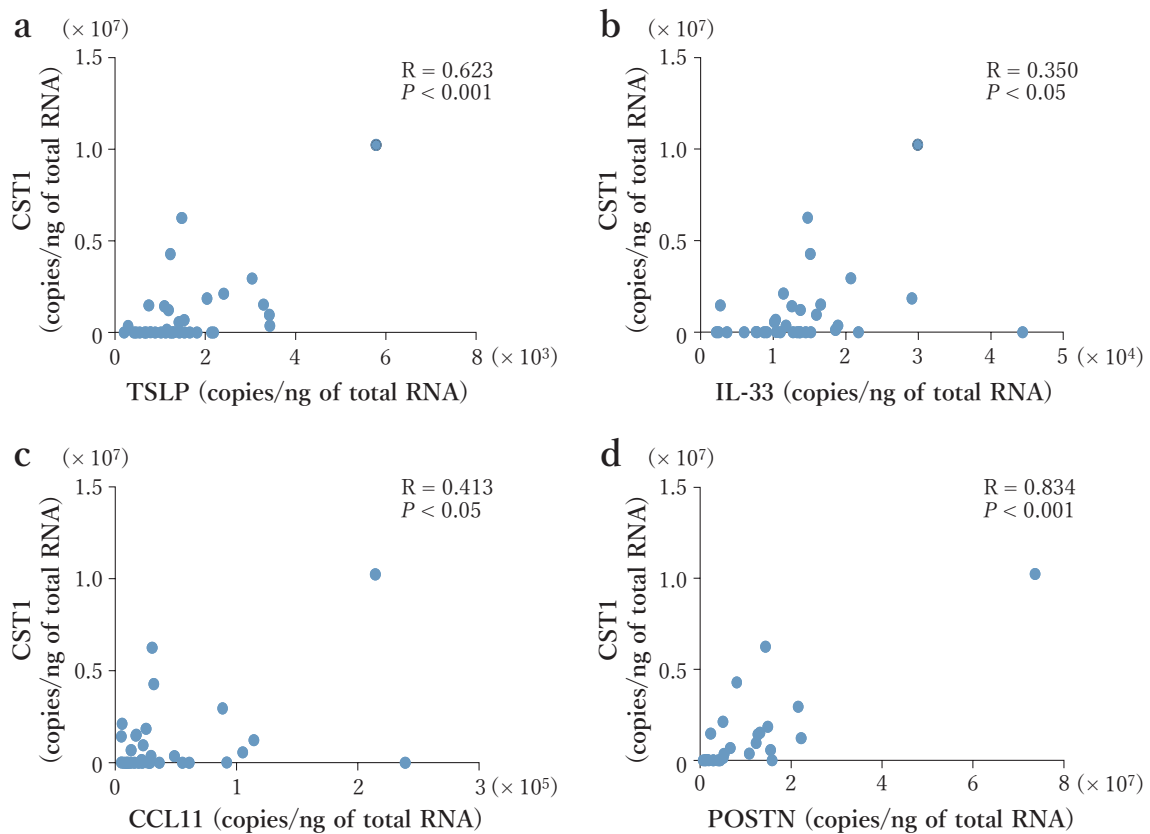 a
(× 10⁷)
CST1
(copies/ng of total RNA)
1.5
1.0
0.5
0
R = 0.623
P < 0.001
0 2 4 6 8 (× 10³)
TSLP (copies/ng of total RNA)
b
(× 10⁷)
CST1
(copies/ng of total RNA)
1.5
1.0
0.5
0
R = 0.350
P < 0.05
0 1 2 3 4 5 (× 10⁴)
IL-33 (copies/ng of total RNA)
c
(× 10⁷)
CST1
(copies/ng of total RNA)
1.5
1.0
0.5
0
R = 0.413
P < 0.05
0 1 2 3 (× 10⁵)
CCL11 (copies/ng of total RNA)
d
(× 10⁷)
CST1
(copies/ng of total RNA)
1.5
1.0
0.5
0
R = 0.834
P < 0.001
0 2 4 6 8 (× 10⁷)
POSTN (copies/ng of total RNA)